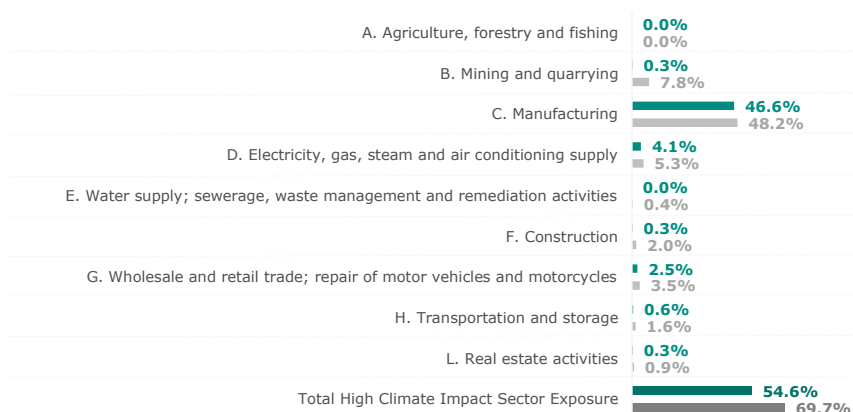 A. Agriculture, forestry and fishing
0.0%
0.0%
B. Mining and quarrying
0.3%
7.8%
C. Manufacturing
46.6%
48.2%
D. Electricity, gas, steam and air conditioning supply
4.1%
5.3%
E. Water supply; sewerage, waste management and remediation activities
0.0%
0.4%
F. Construction
0.3%
2.0%
G. Wholesale and retail trade; repair of motor vehicles and motorcycles
2.5%
3.5%
H. Transportation and storage
0.6%
1.6%
L. Real estate activities
0.3%
0.9%
Total High Climate Impact Sector Exposure
54.6%
69.7%